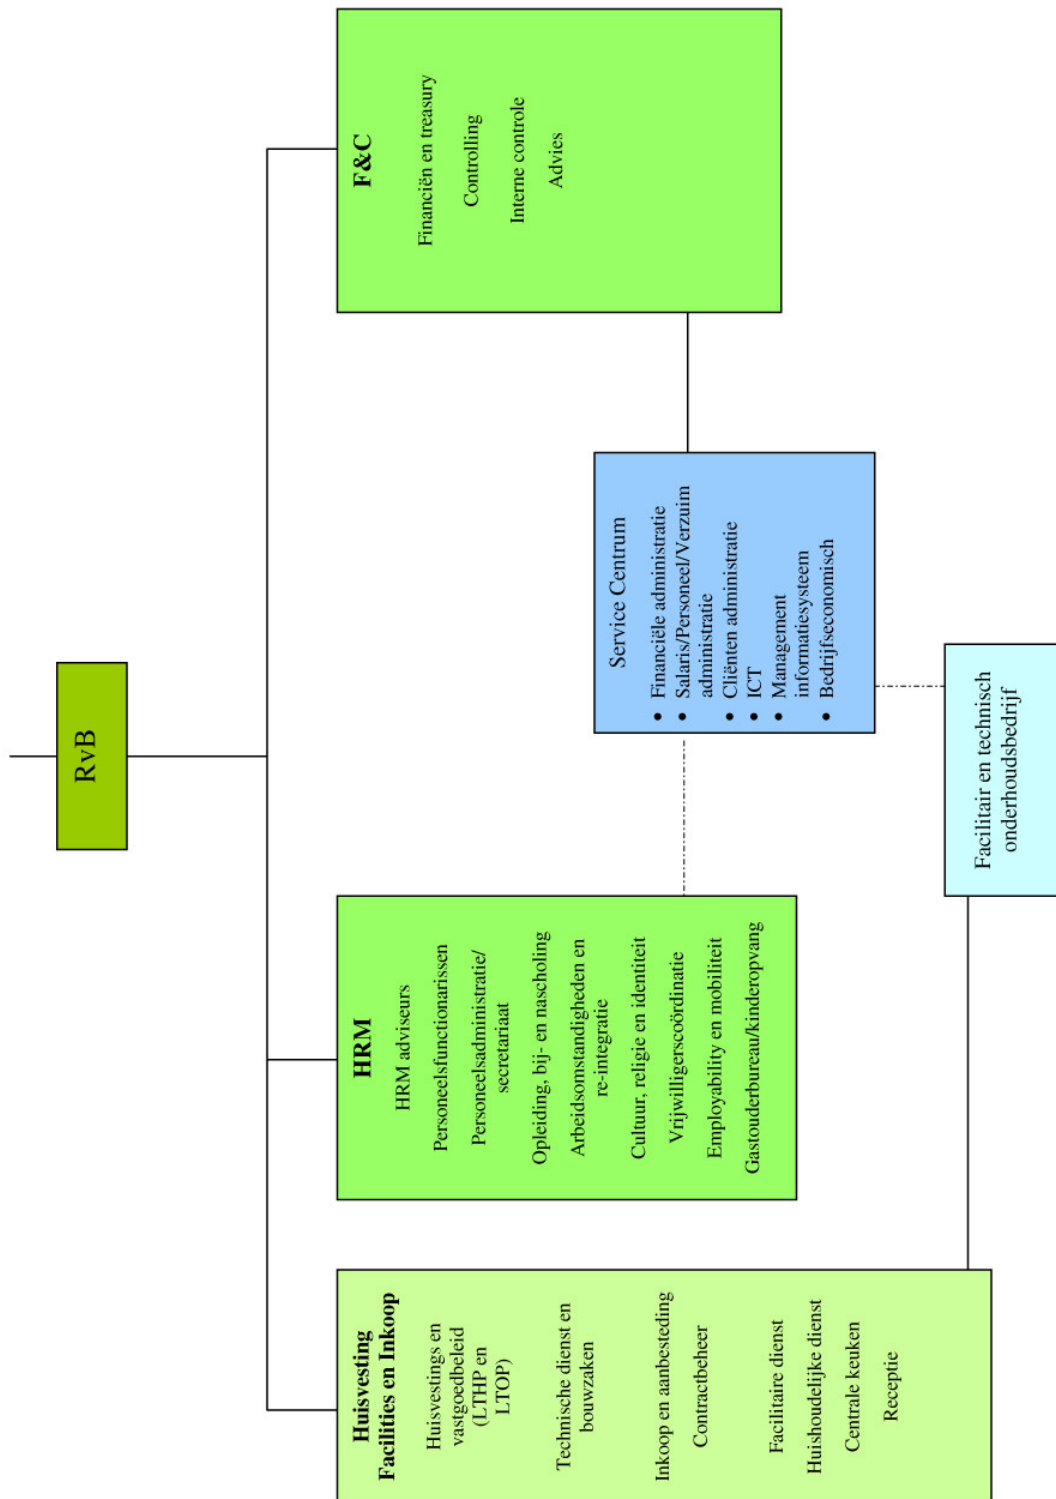 RvB
Huisvesting
Facilities en Inkoop
Huisvestings en
vastgoedbeleid
(LTHP en
LTOP)
Technische dienst en
bouwzaken
Inkoop en aanbesteding
Contractbeheer
Facilitaire dienst
Huishoudelijke dienst
Centrale keuken
Receptie
HRM
HRM adviseurs
Personeelsfunctionarissen
Personeelsadministratie/
secretariaat
Opleiding, bij- en nascholing
Arbeidsomstandigheden en
re-integratie
Cultuur, religie en identiteit
Vrijwilligerscoördinatie
Employability en mobiliteit
Gastouderbureau/kinderopvang
F&C
Financiën en treasury
Controlling
Interne controle
Advies
Service Centrum
• Financiële administratie
• Salaris/Personeel/Verzuim
administratie
• Cliënten administratie
• ICT
• Management
informatiesysteem
• Bedrijfseconomisch
Facilitair en technisch
onderhoudsbedrijf